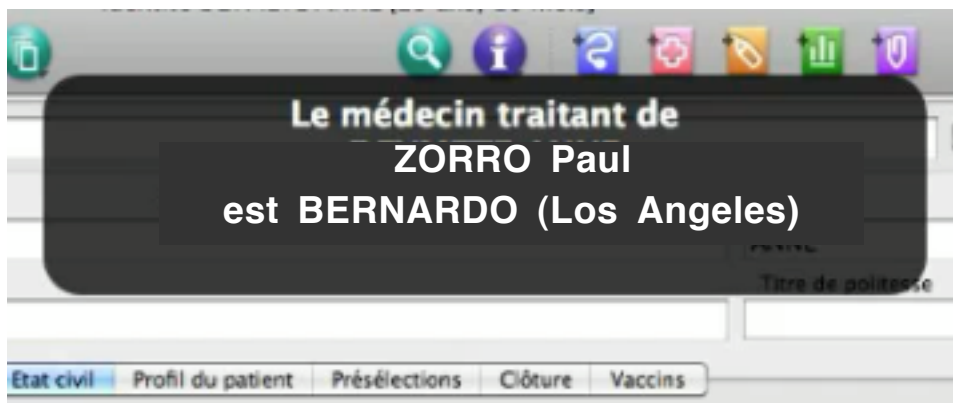 Le médecin traitant de
ZORRO Paul
est BERNARDO (Los Angeles)
ANNE
Titre de politesse
Etat civil Profil du patient Présélections Clôture Vaccins